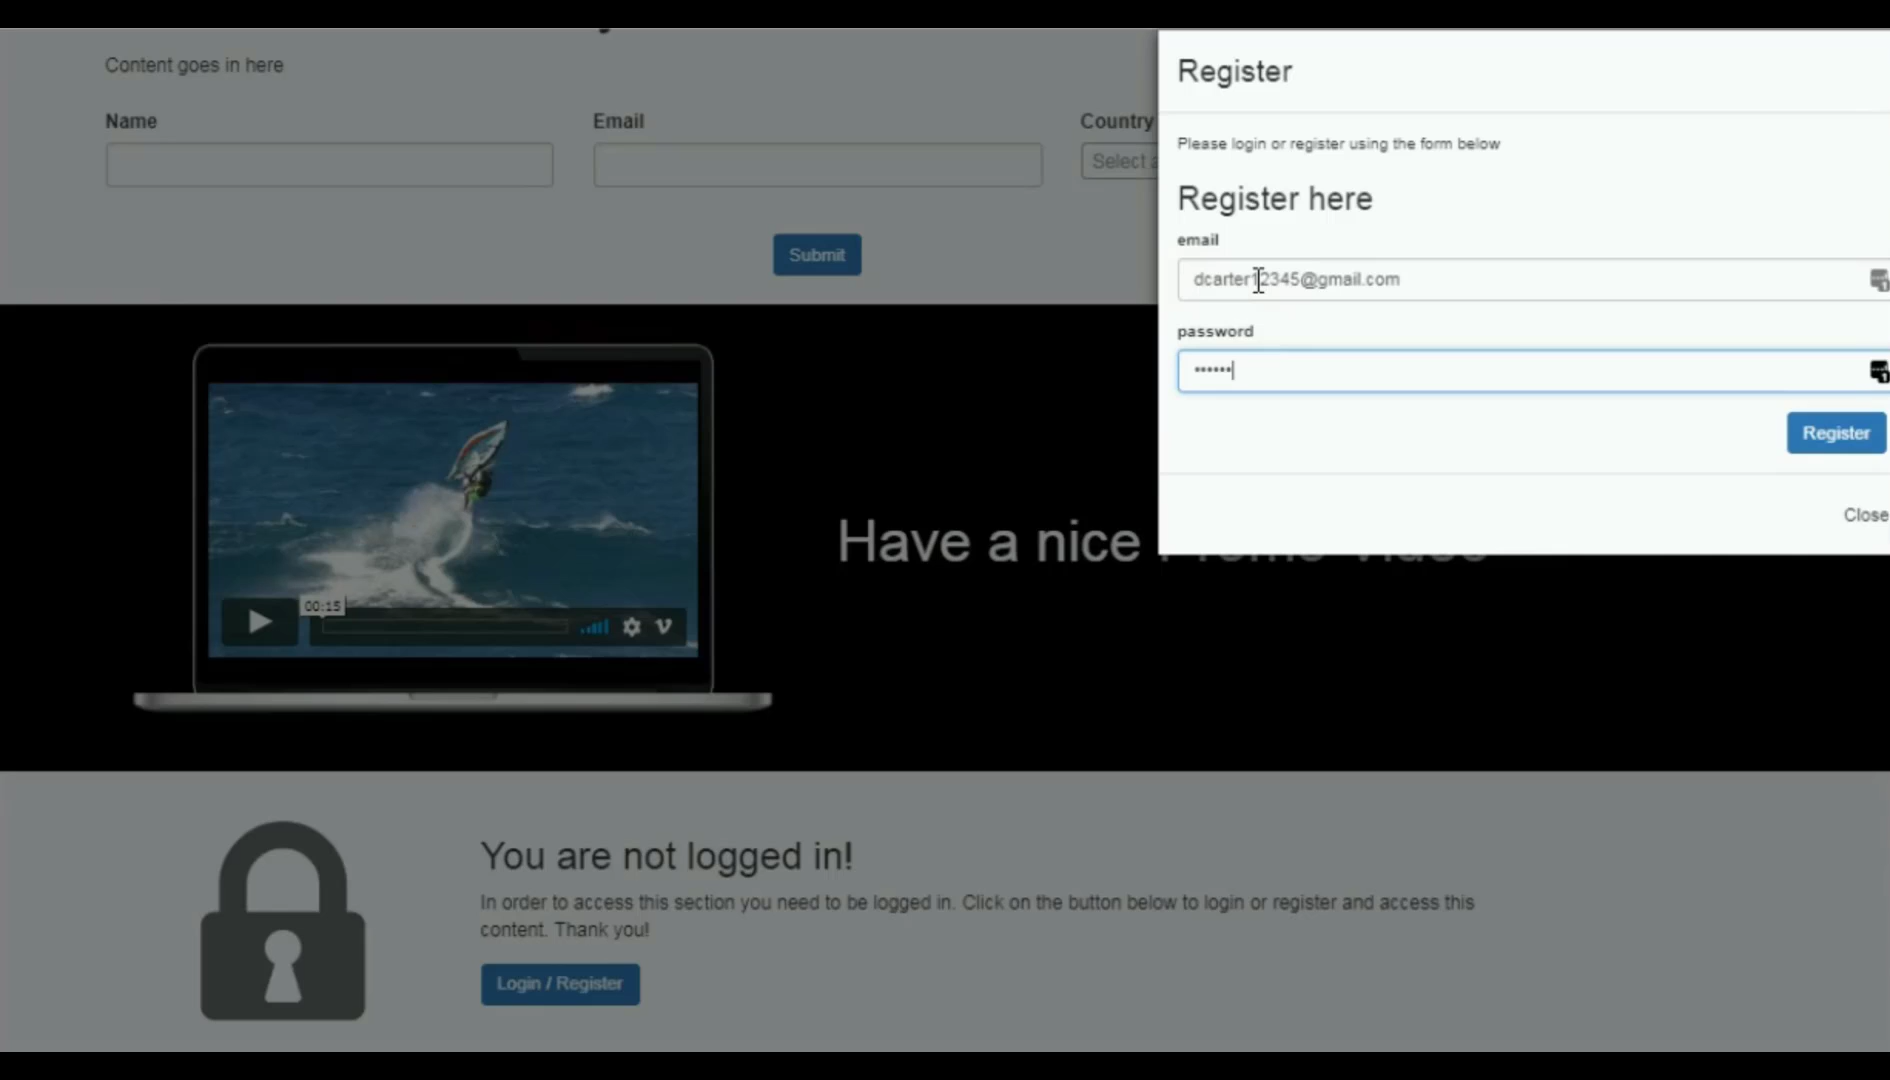 Content goes in here
Name
Email
Country
Select
Submit
Register
Please login or register using the form below
Register here
email
dcarter12345@gmail.com
password
••••••
Register
Close
00:15
Have a nice
You are not logged in!
In order to access this section you need to be logged in. Click on the button below to login or register and access this
content. Thank you!
Login / Register